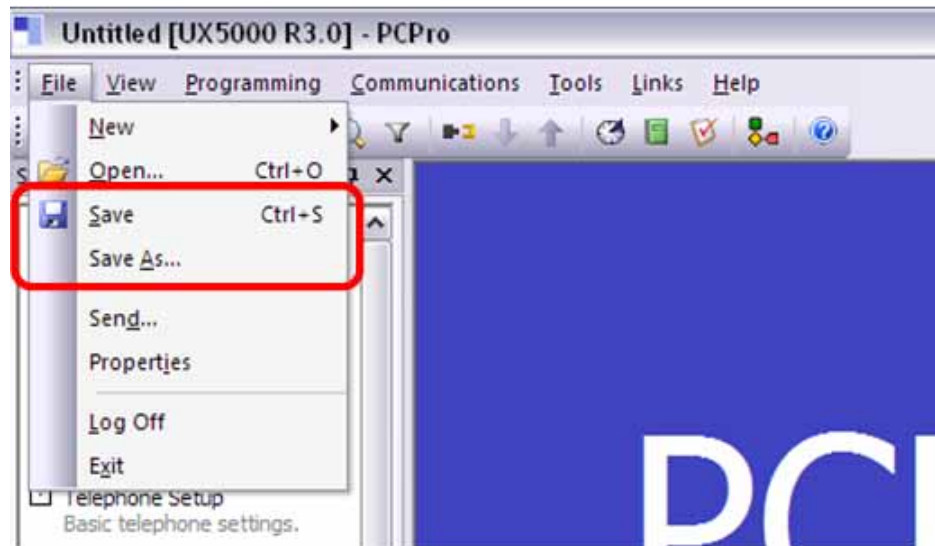 Untitled [UX5000 R3.0] - PCPro
File View Programming Communications Tools Links Help
New
Open... Ctrl+O
Save Ctrl+S
Save As...
Send...
Properties
Log Off
Exit
Telephone Setup
Basic telephone settings.